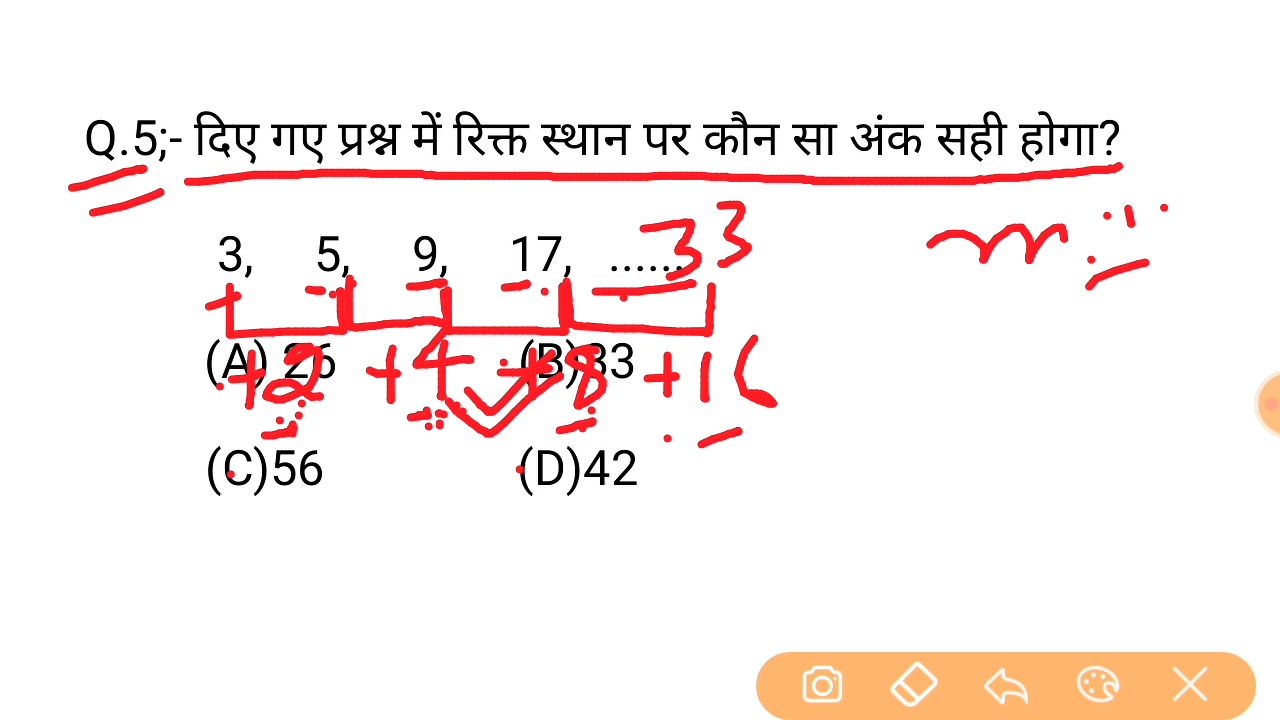 Q.5;- दिए गए प्रश्न में रिक्त स्थान पर कौन सा अंक सही होगा?
3, 5, 9, 17, ...... 33
(A) 26 (B)33
+2 +4 +8 +16
(C)56 (D)42